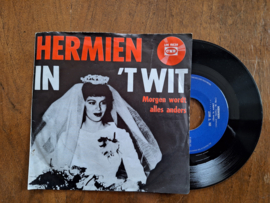 HERMIEN
IN 'T WIT
Morgen wordt
alles anders